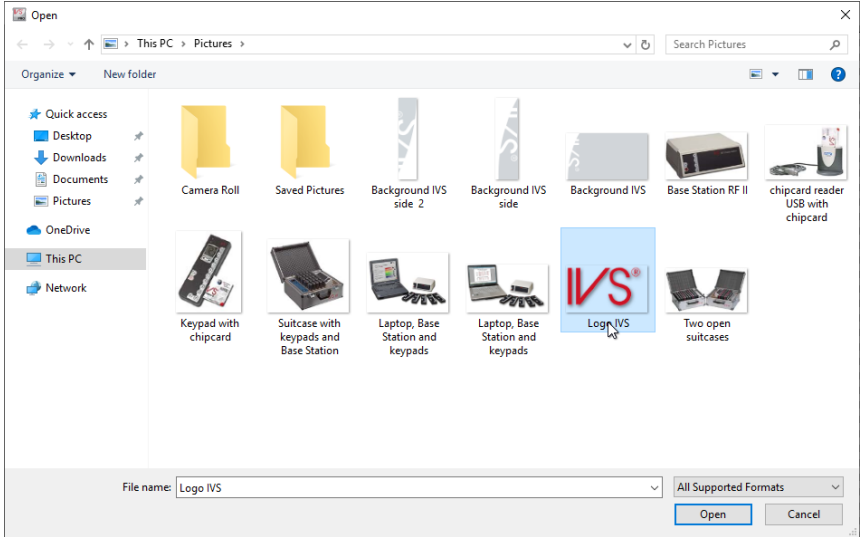 Open
This PC > Pictures >
Search Pictures
Organize
New folder
?
Quick access
Desktop
Downloads
Documents
Pictures
OneDrive
This PC
Network
Camera Roll
Saved Pictures
Background IVS
side 2
Background IVS
side
Background IVS
Base Station RF II
chipcard reader
USB with
chipcard
Keypad with
chipcard
Suitcase with
keypads and
Base Station
Laptop, Base
Station and
keypads
Laptop, Base
Station and
keypads
IVS®
Logo IVS
Two open
suitcases
File name: Logo IVS
All Supported Formats
Open
Cancel